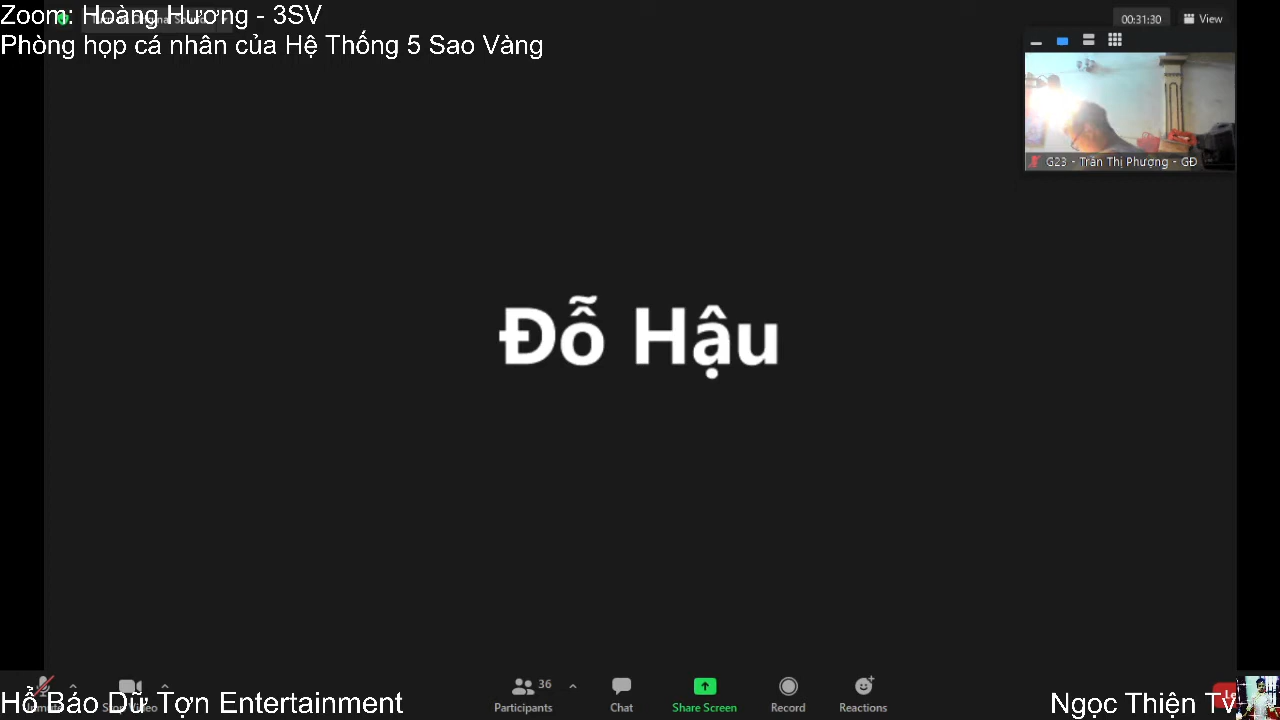 Zoom: Hoàng Hương - 3SV
Phòng họp cá nhân của Hệ Thống 5 Sao Vàng
00:31:30
View
G23 - Trần Thị Phượng - GĐ
Đỗ Hậu
Hổ Báo Dữ Tợn Entertainment
36
Participants
Chat
Share Screen
Record
Reactions
Ngọc Thiện Tv